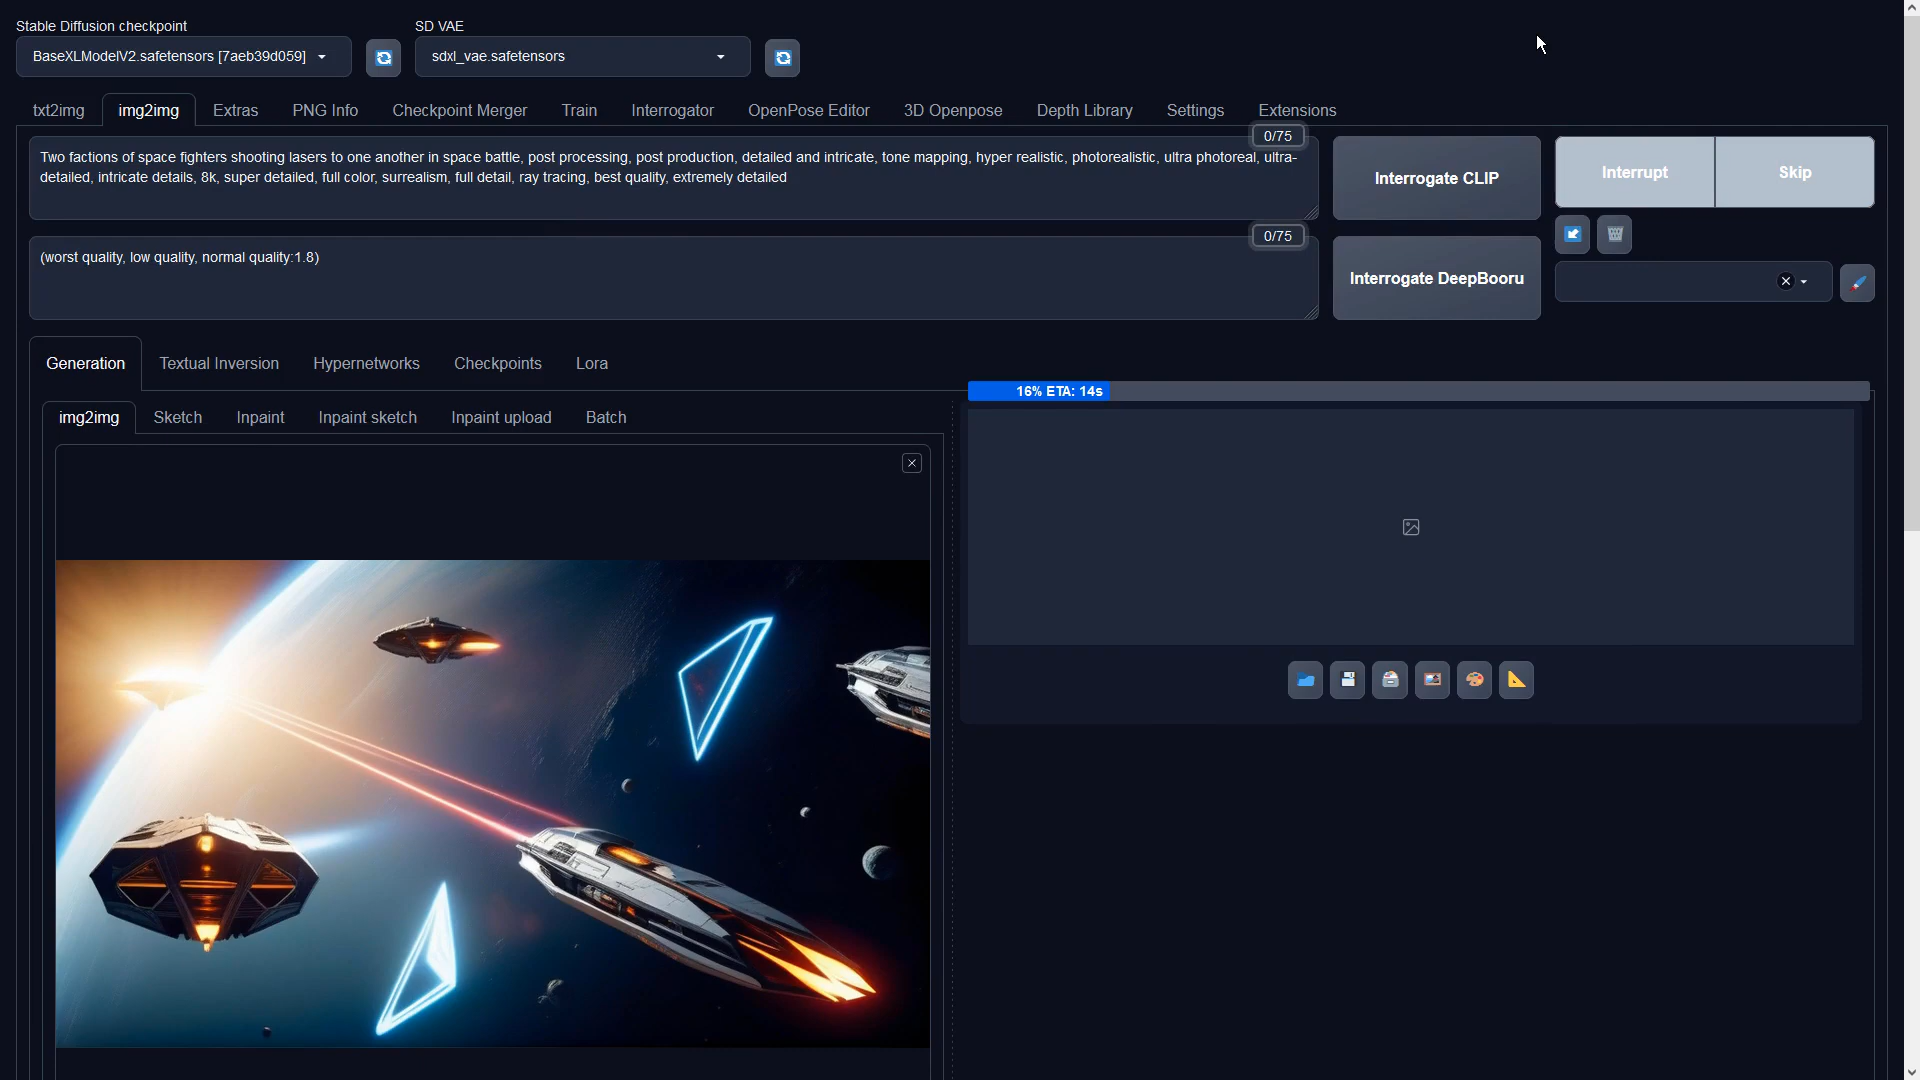 Stable Diffusion checkpoint
SD VAE
BaseXLModelV2.safetensors [7aeb39d059]
sdxl_vae.safetensors
txt2img
img2img
Extras
PNG Info
Checkpoint Merger
Train
Interrogator
OpenPose Editor
3D Openpose
Depth Library
Settings
Extensions
0/75
Two factions of space fighters shooting lasers to one another in space battle, post processing, post production, detailed and intricate, tone mapping, hyper realistic, photorealistic, ultra photoreal, ultra-
detailed, intricate details, 8k, super detailed, full color, surrealism, full detail, ray tracing, best quality, extremely detailed
Interrogate CLIP
Interrupt
Skip
0/75
(worst quality, low quality, normal quality:1.8)
Interrogate DeepBooru
Generation
Textual Inversion
Hypernetworks
Checkpoints
Lora
16% ETA: 14s
img2img
Sketch
Inpaint
Inpaint sketch
Inpaint upload
Batch